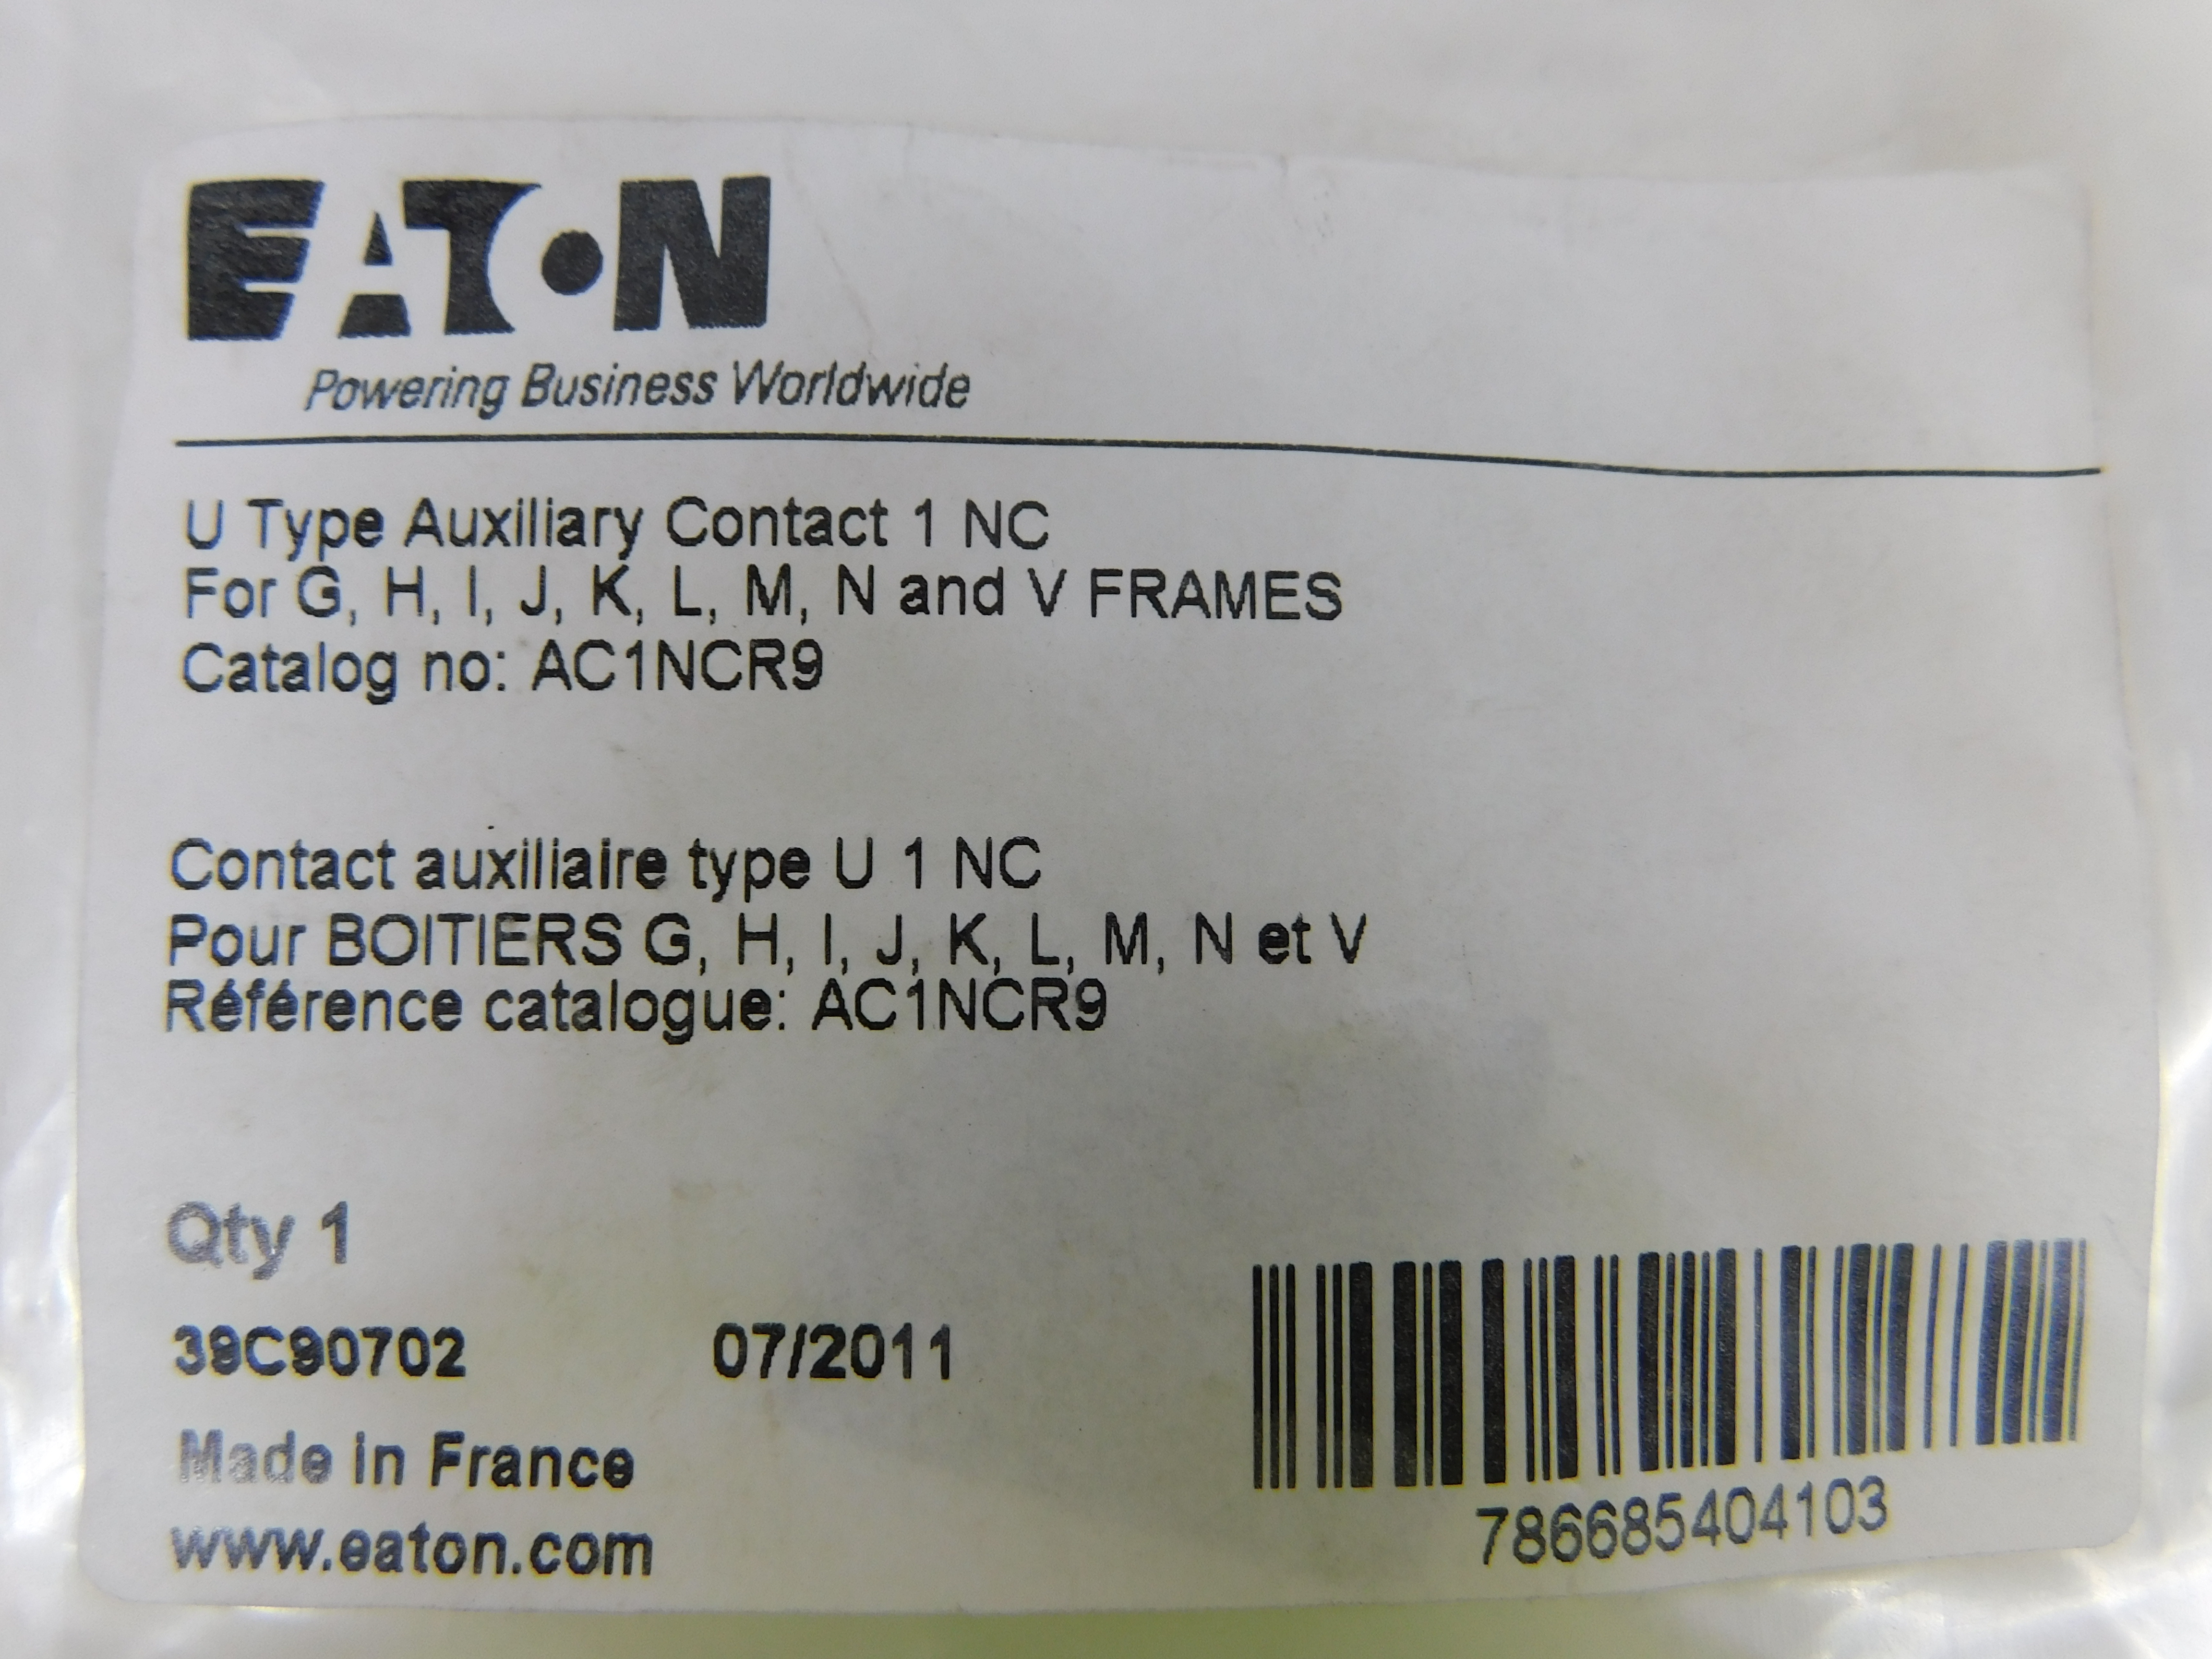 EATON
Powering Business Worldwide
U Type Auxiliary Contact 1 NC
For G, H, I, J, K, L, M, N and V FRAMES
Catalog no: AC1NCR9
Contact auxiliaire type U 1 NC
Pour BOITIERS G, H, I, J, K, L, M, N et V
Référence catalogue: AC1NCR9
Qty 1
39C90702 07/2011
Made in France
www.eaton.com
786685404103